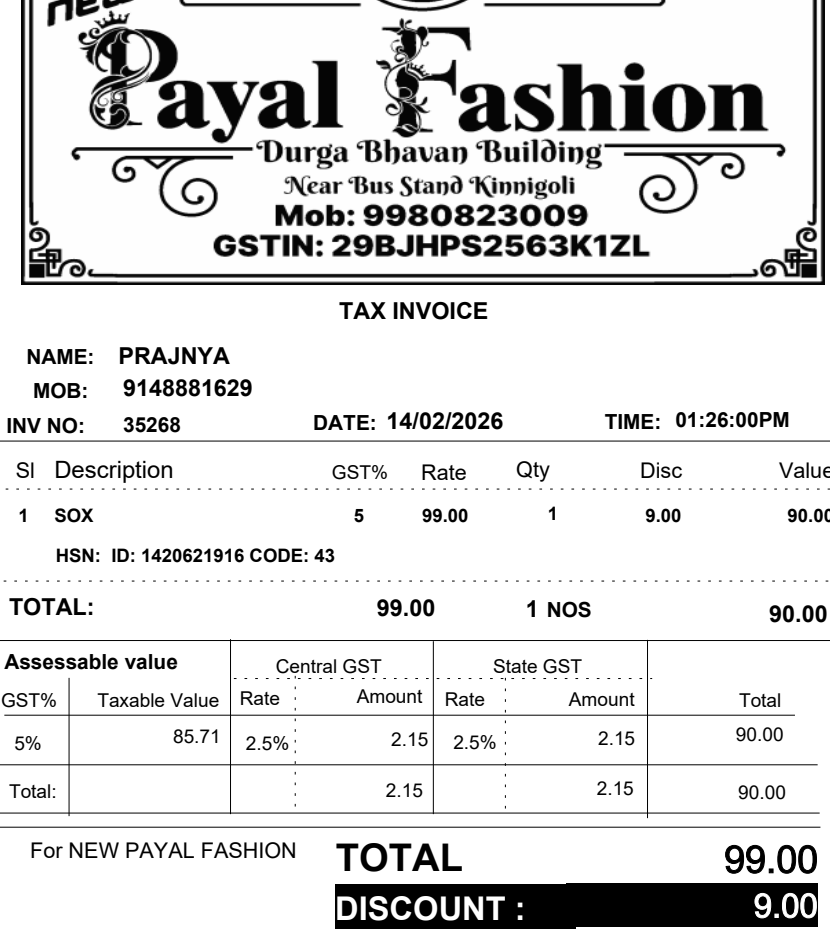 new
Payal Fashion
Durga Bhavan Building
Near Bus Stand Kinnigoli
Mob: 9980823009
GSTIN: 29BJHPS2563K1ZL
TAX INVOICE
NAME: PRAJNYA
MOB: 9148881629
INV NO: 35268 DATE: 14/02/2026 TIME: 01:26:00PM
Sl Description GST% Rate Qty Disc Value
1 SOX 5 99.00 1 9.00 90.00
HSN: ID: 1420621916 CODE: 43
TOTAL: 99.00 1 NOS 90.00
Assessable value Central GST State GST
GST% Taxable Value Rate Amount Rate Amount Total
5% 85.71 2.5% 2.15 2.5% 2.15 90.00
Total: 2.15 2.15 90.00
For NEW PAYAL FASHION TOTAL 99.00
DISCOUNT : 9.00